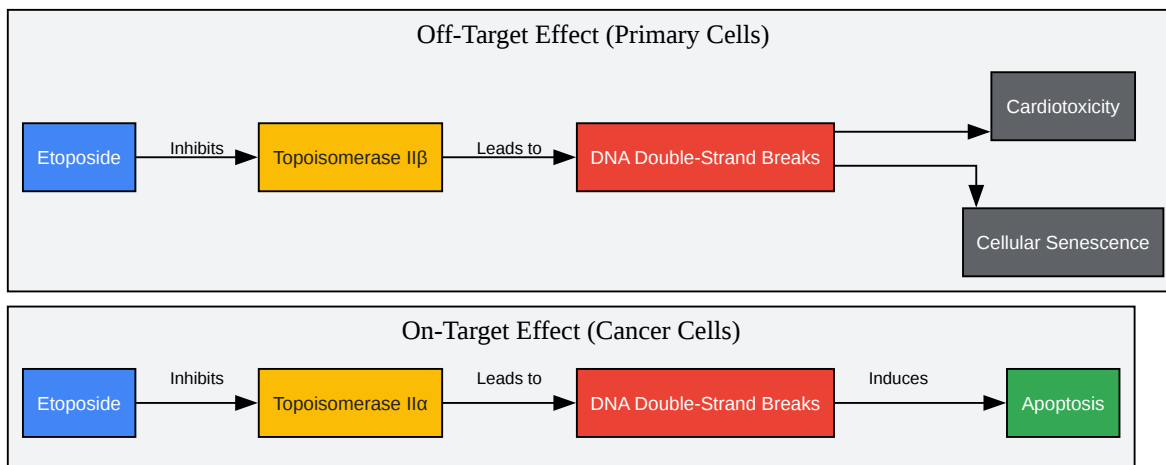 Off-Target Effect (Primary Cells)
Cardiotoxicity
Etoposide
Inhibits
Topoisomerase IIβ
Leads to
DNA Double-Strand Breaks
Cellular Senescence
On-Target Effect (Cancer Cells)
Etoposide
Inhibits
Topoisomerase IIα
Leads to
DNA Double-Strand Breaks
Induces
Apoptosis